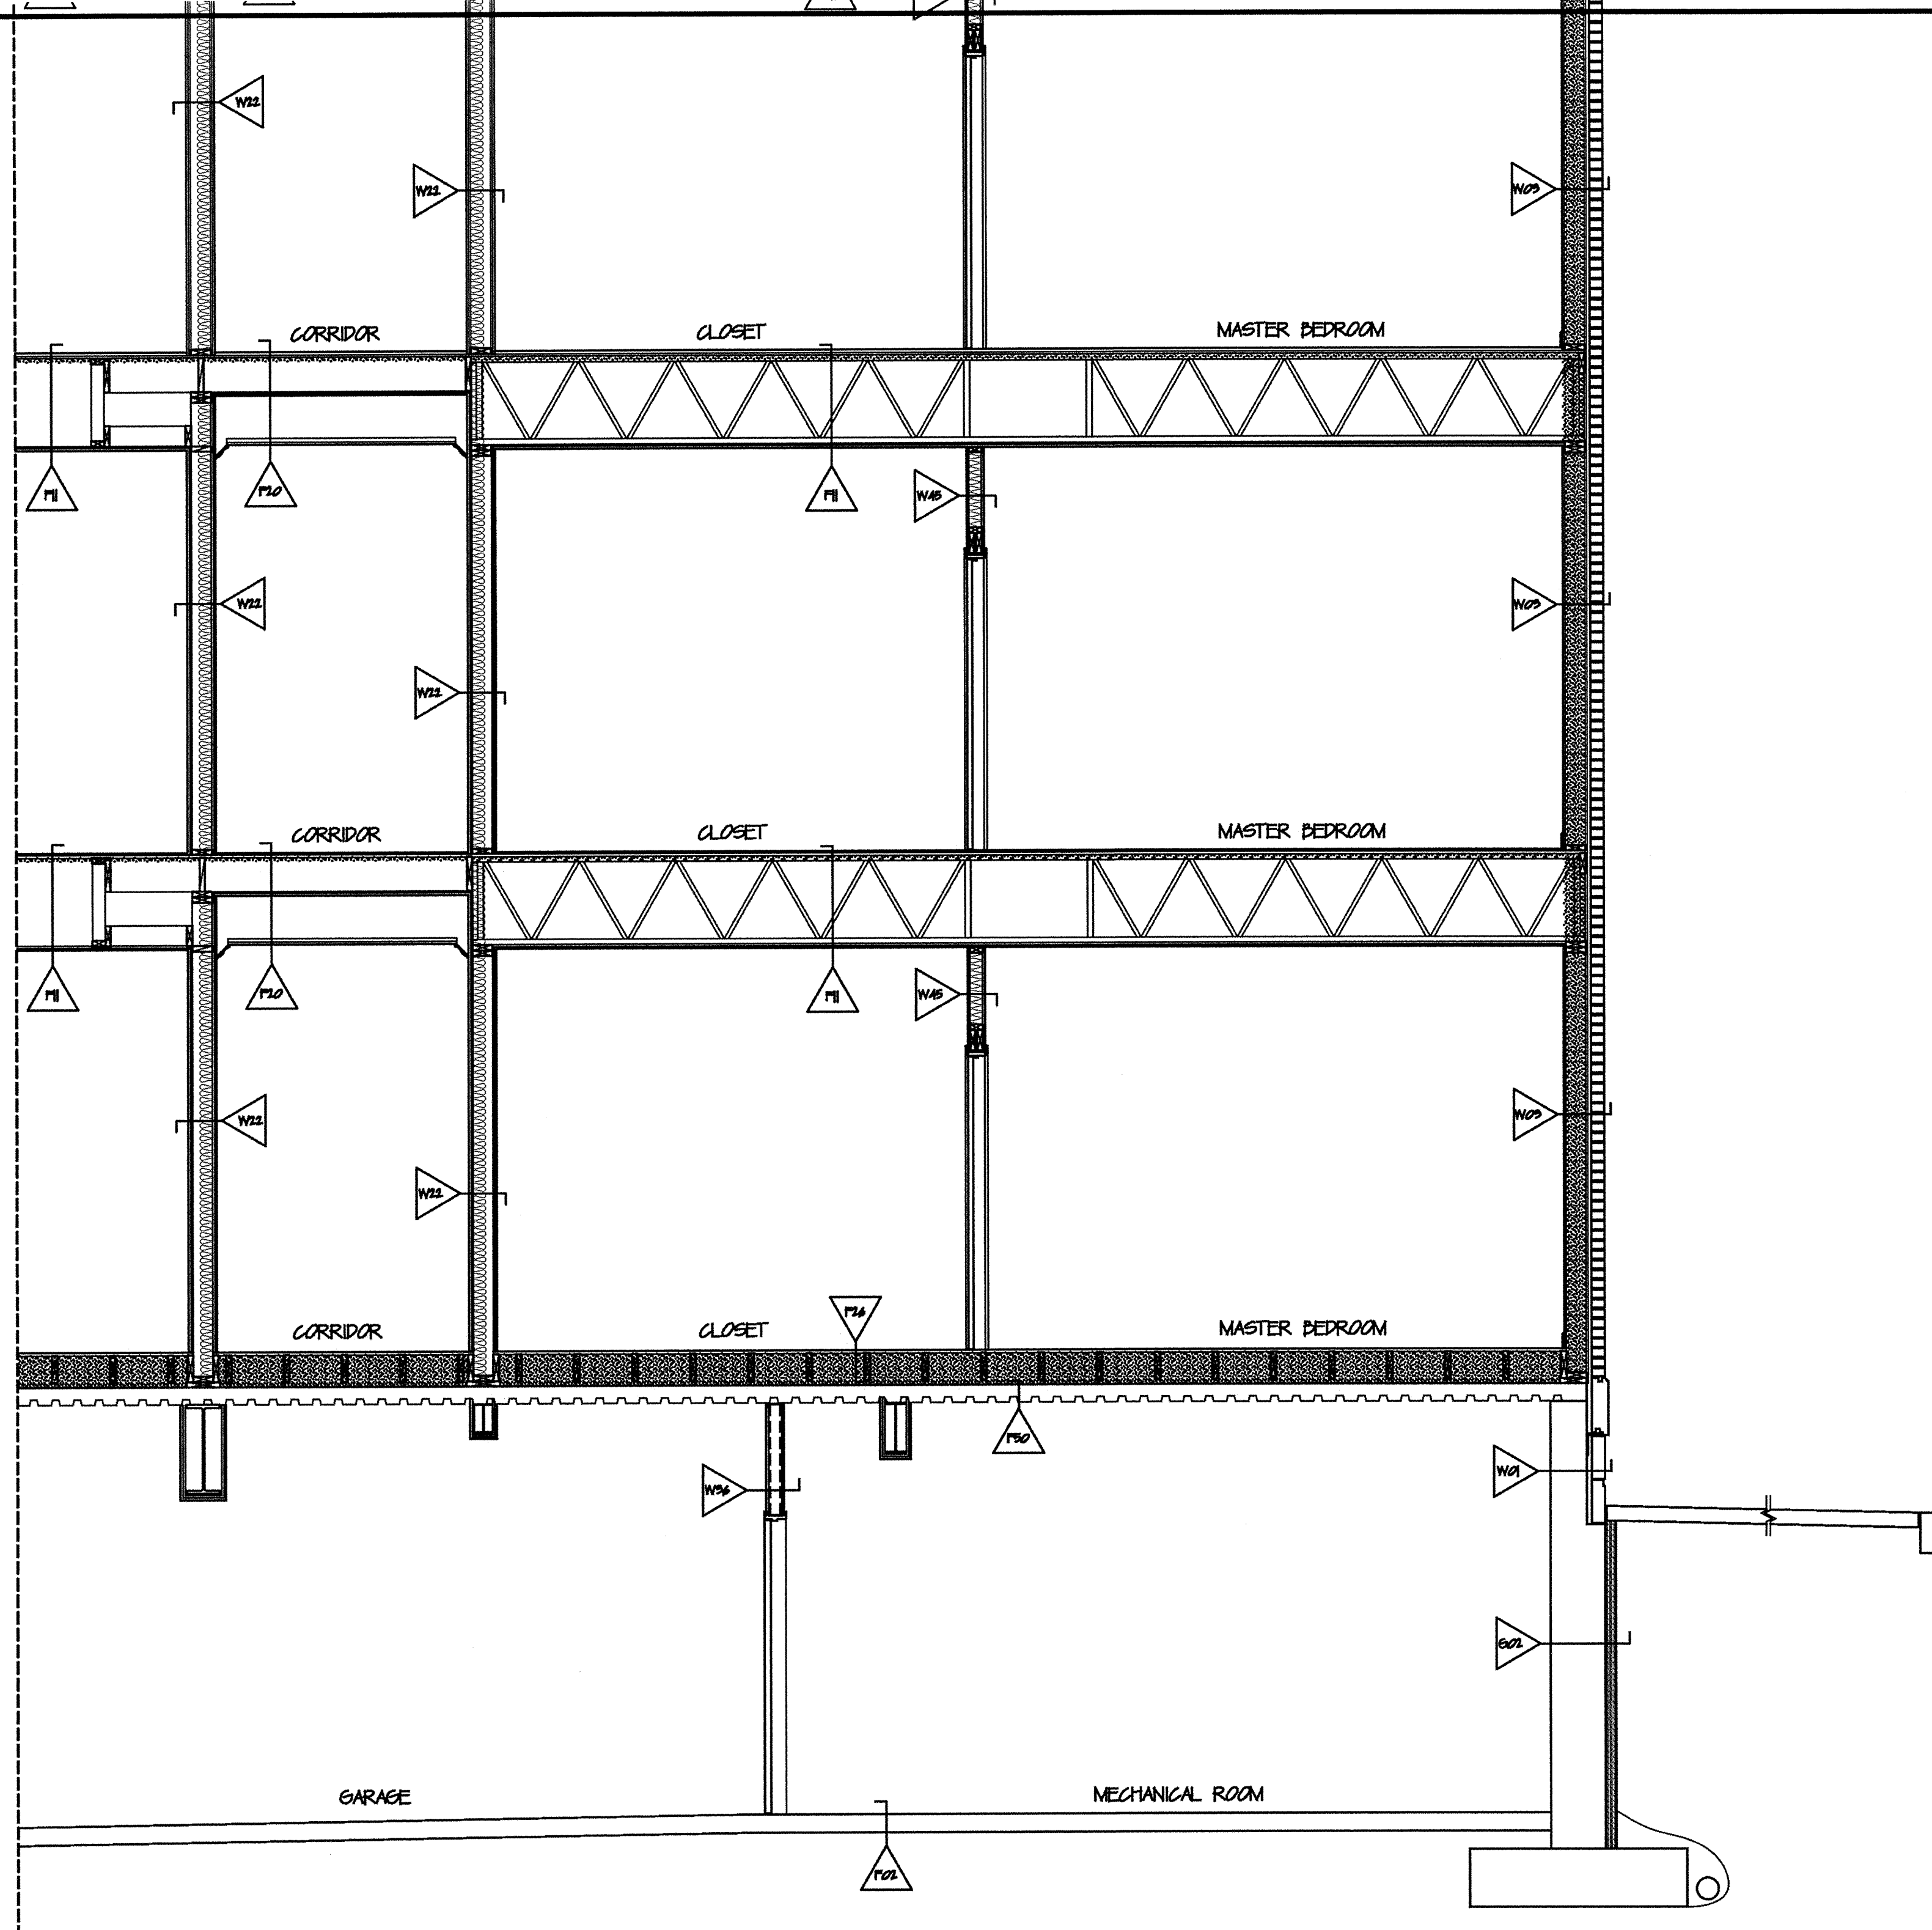 W22
W22
W03
CORRIDOR
CLOSET
MASTER BEDROOM
F11
F20
F11
W45
W22
W03
W22
CORRIDOR
CLOSET
MASTER BEDROOM
F11
F20
F11
W45
W22
W03
W22
F26
CORRIDOR
CLOSET
MASTER BEDROOM
F50
W36
W01
G02
GARAGE
MECHANICAL ROOM
F02